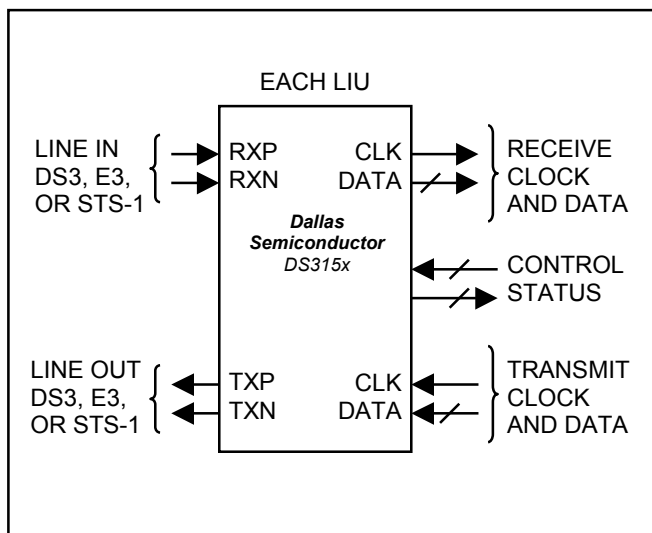 EACH LIU
LINE IN
DS3, E3,
OR STS-1
RXP
RXN
CLK
DATA
RECEIVE
CLOCK
AND DATA
Dallas
Semiconductor
DS315x
CONTROL
STATUS
LINE OUT
DS3, E3,
OR STS-1
TXP
TXN
CLK
DATA
TRANSMIT
CLOCK
AND DATA